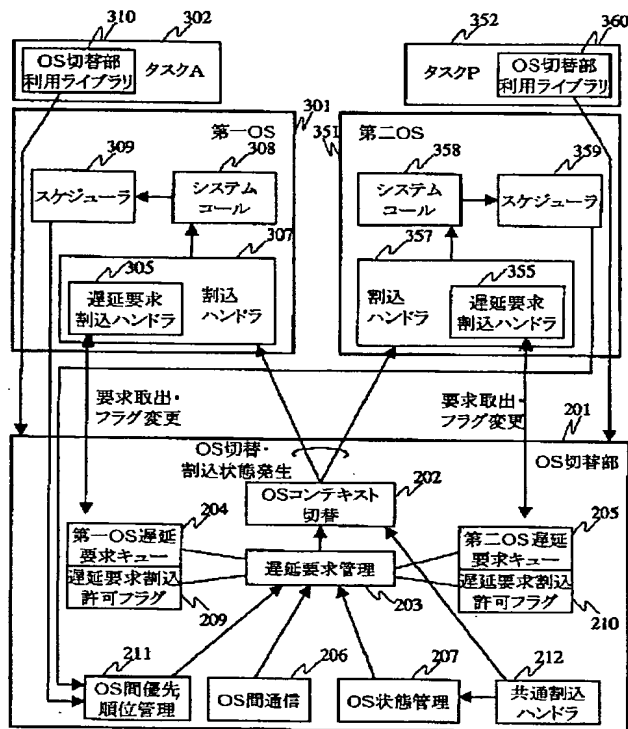 310
302
352
360
OS切替部
利用ライブラリ
タスクA
タスクP
OS切替部
利用ライブラリ
第一OS
301
351
第二OS
309
308
358
359
スケジューラ
システム
コール
システム
コール
スケジューラ
307
357
305
355
遅延要求
割込ハンドラ
割込
ハンドラ
割込
ハンドラ
遅延要求
割込ハンドラ
要求取出・
フラグ変更
要求取出・
フラグ変更
201
OS切替・
割込状態発生
OS切替部
202
OSコンテキスト
切替
204
205
第一OS遅延
要求キュー
遅延要求割込
許可フラグ
209
遅延要求管理
203
第二OS遅延
要求キュー
遅延要求割込
許可フラグ
210
211
206
207
212
OS間優先
順位管理
OS間通信
OS状態管理
共通割込
ハンドラ